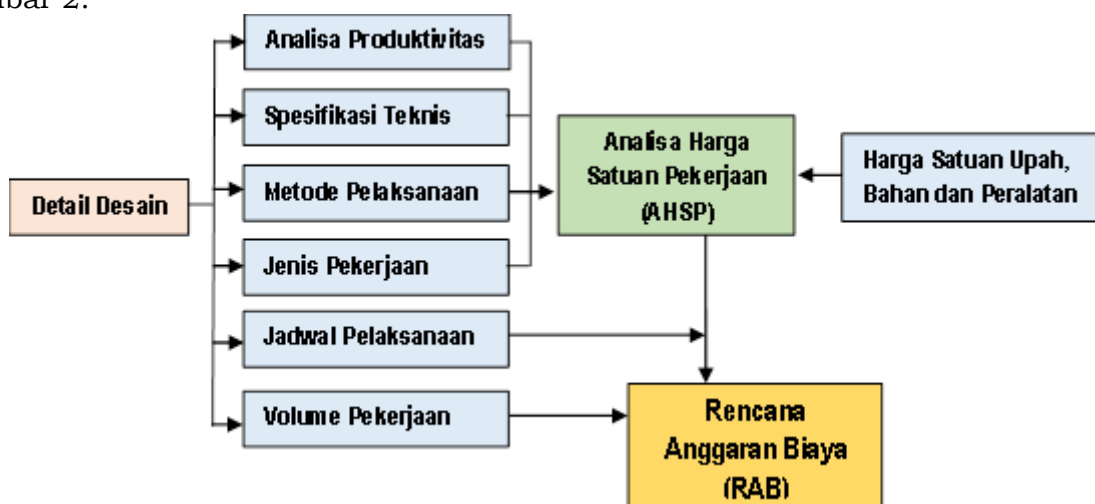 bar 2.
Analisa Produktivitas
Spesifikasi Teknis
Metode Pelaksanaan
Jenis Pekerjaan
Jadwal Pelaksanaan
Volume Pekerjaan
Detail Desain
Analisa Harga
Satuan Pekerjaan
(AHSP)
Harga Satuan Upah,
Bahan dan Peralatan
Rencana
Anggaran Biaya
(RAB)